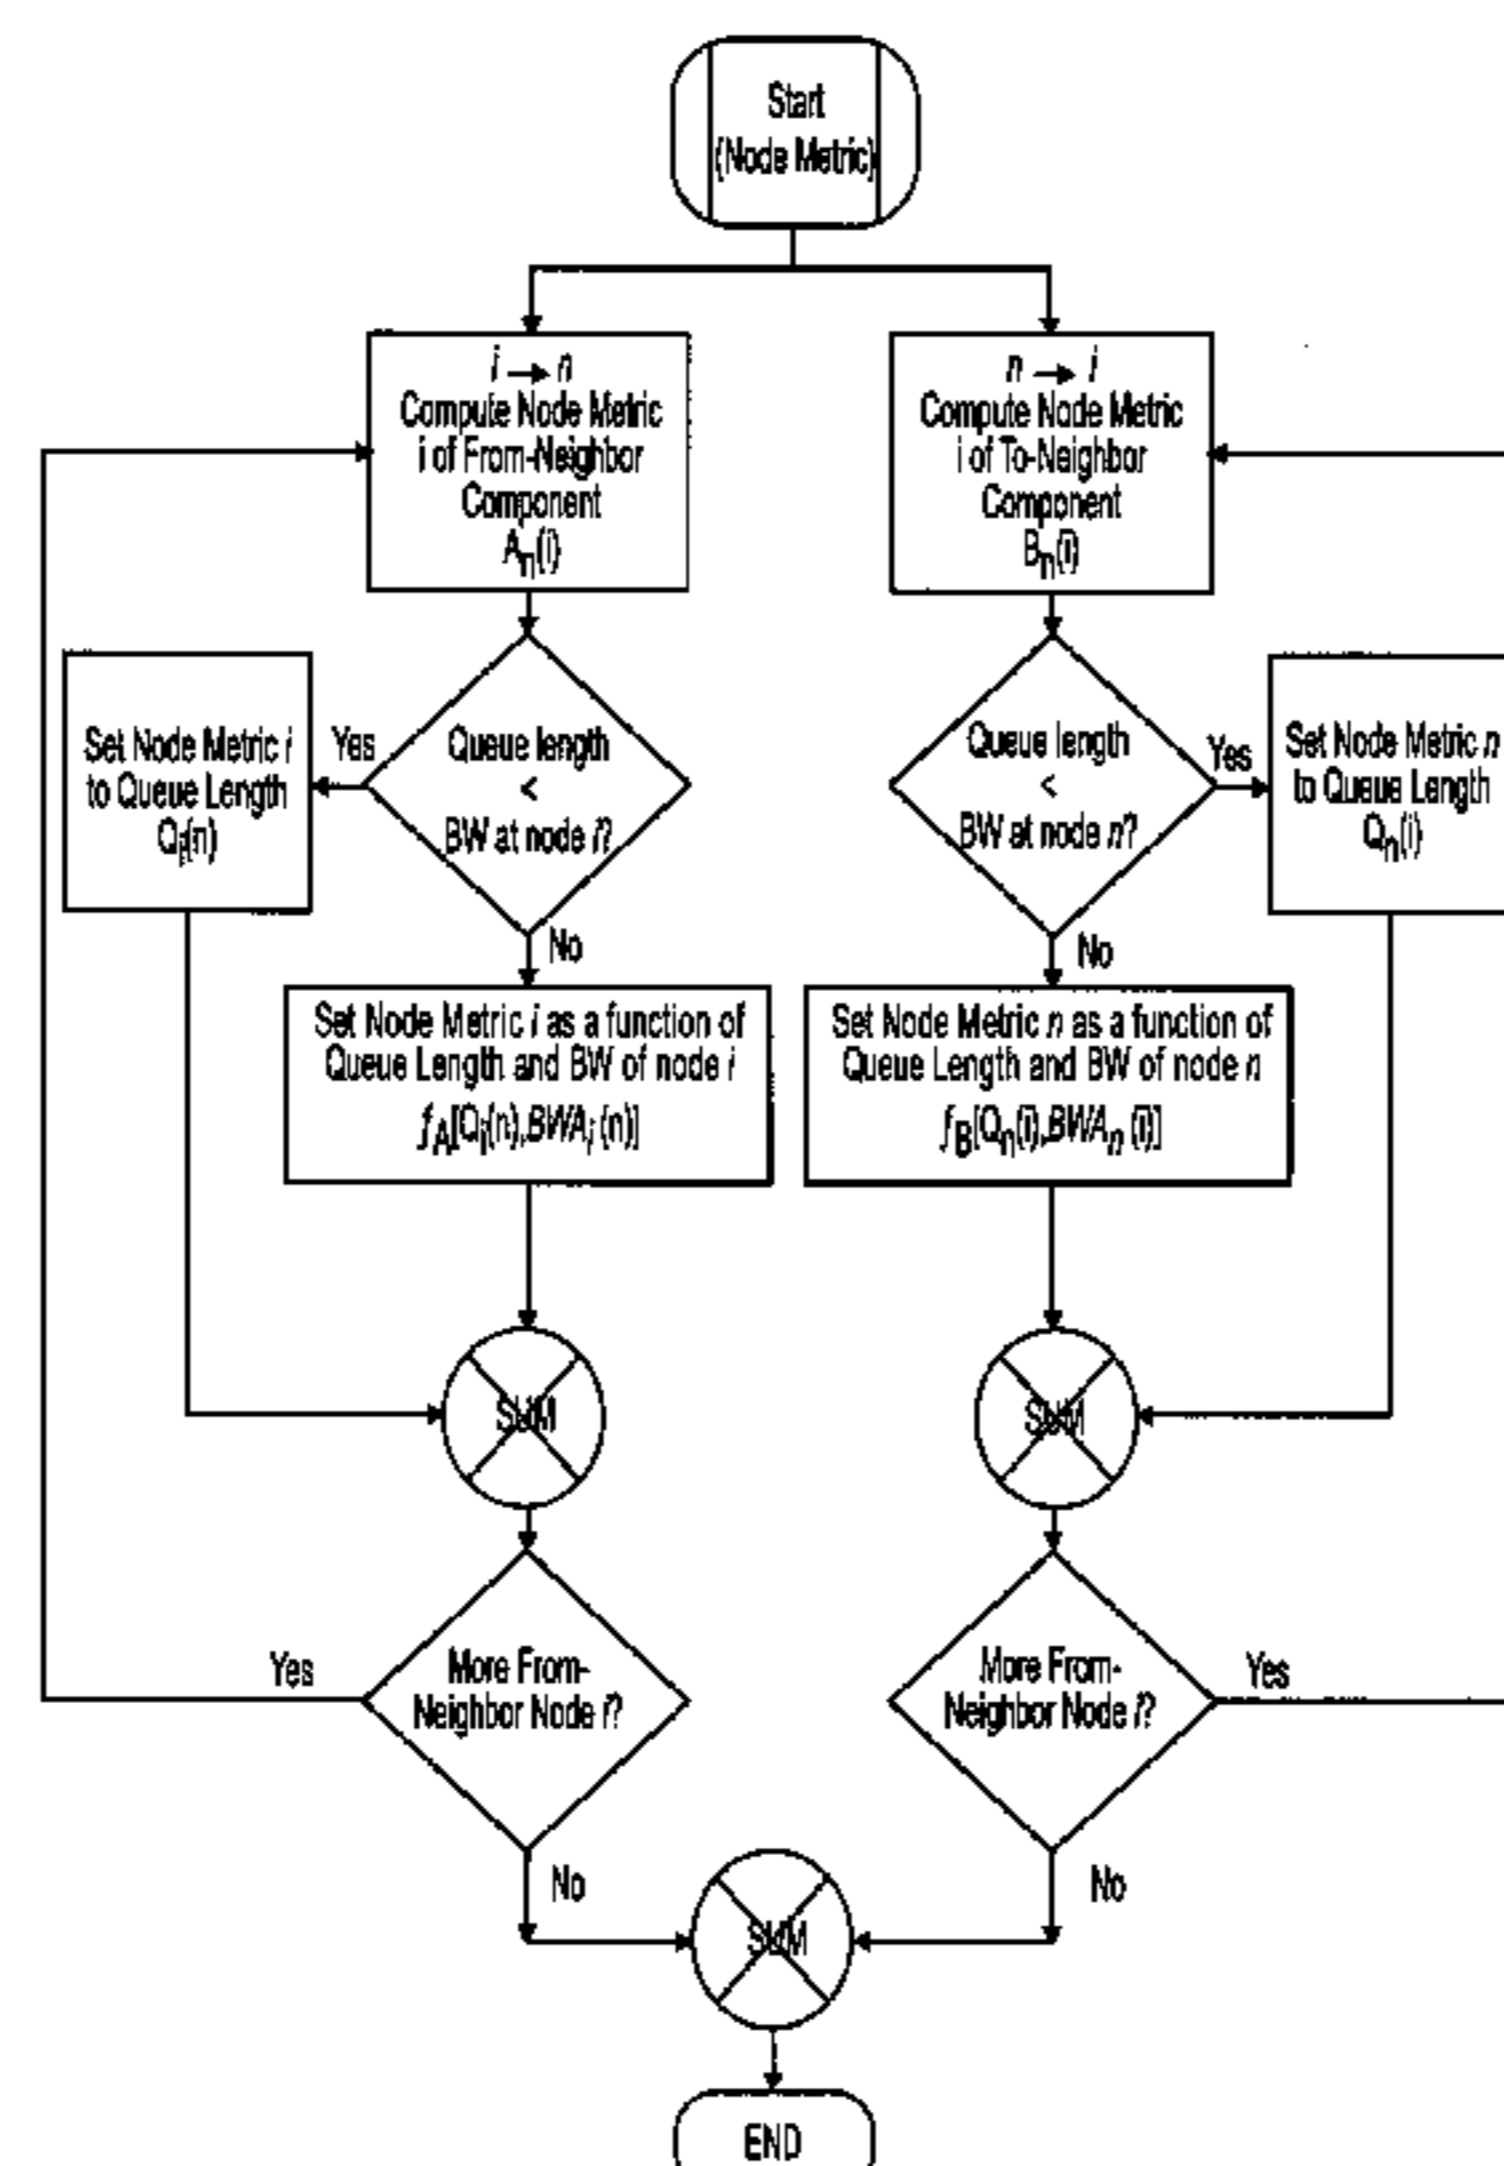 Start
(Node Metric)
i → n
Compute Node Metric
i of From-Neighbor
Component
An(i)
n → i
Compute Node Metric
i of To-Neighbor
Component
Bn(i)
Set Node Metric i
to Queue Length
Qi(n)
Yes
Queue length
<
BW at node i?
No
Queue length
<
BW at node n?
Yes
No
Set Node Metric n
to Queue Length
Qn(i)
Set Node Metric i as a function of
Queue Length and BW of node i
fA[Qi(n),BWAi (n)]
Set Node Metric n as a function of
Queue Length and BW of node n
fB[Qn(i),BWAn (i)]
SUM
SUM
Yes
More From-
Neighbor Node i?
No
More From-
Neighbor Node i?
Yes
No
SUM
END